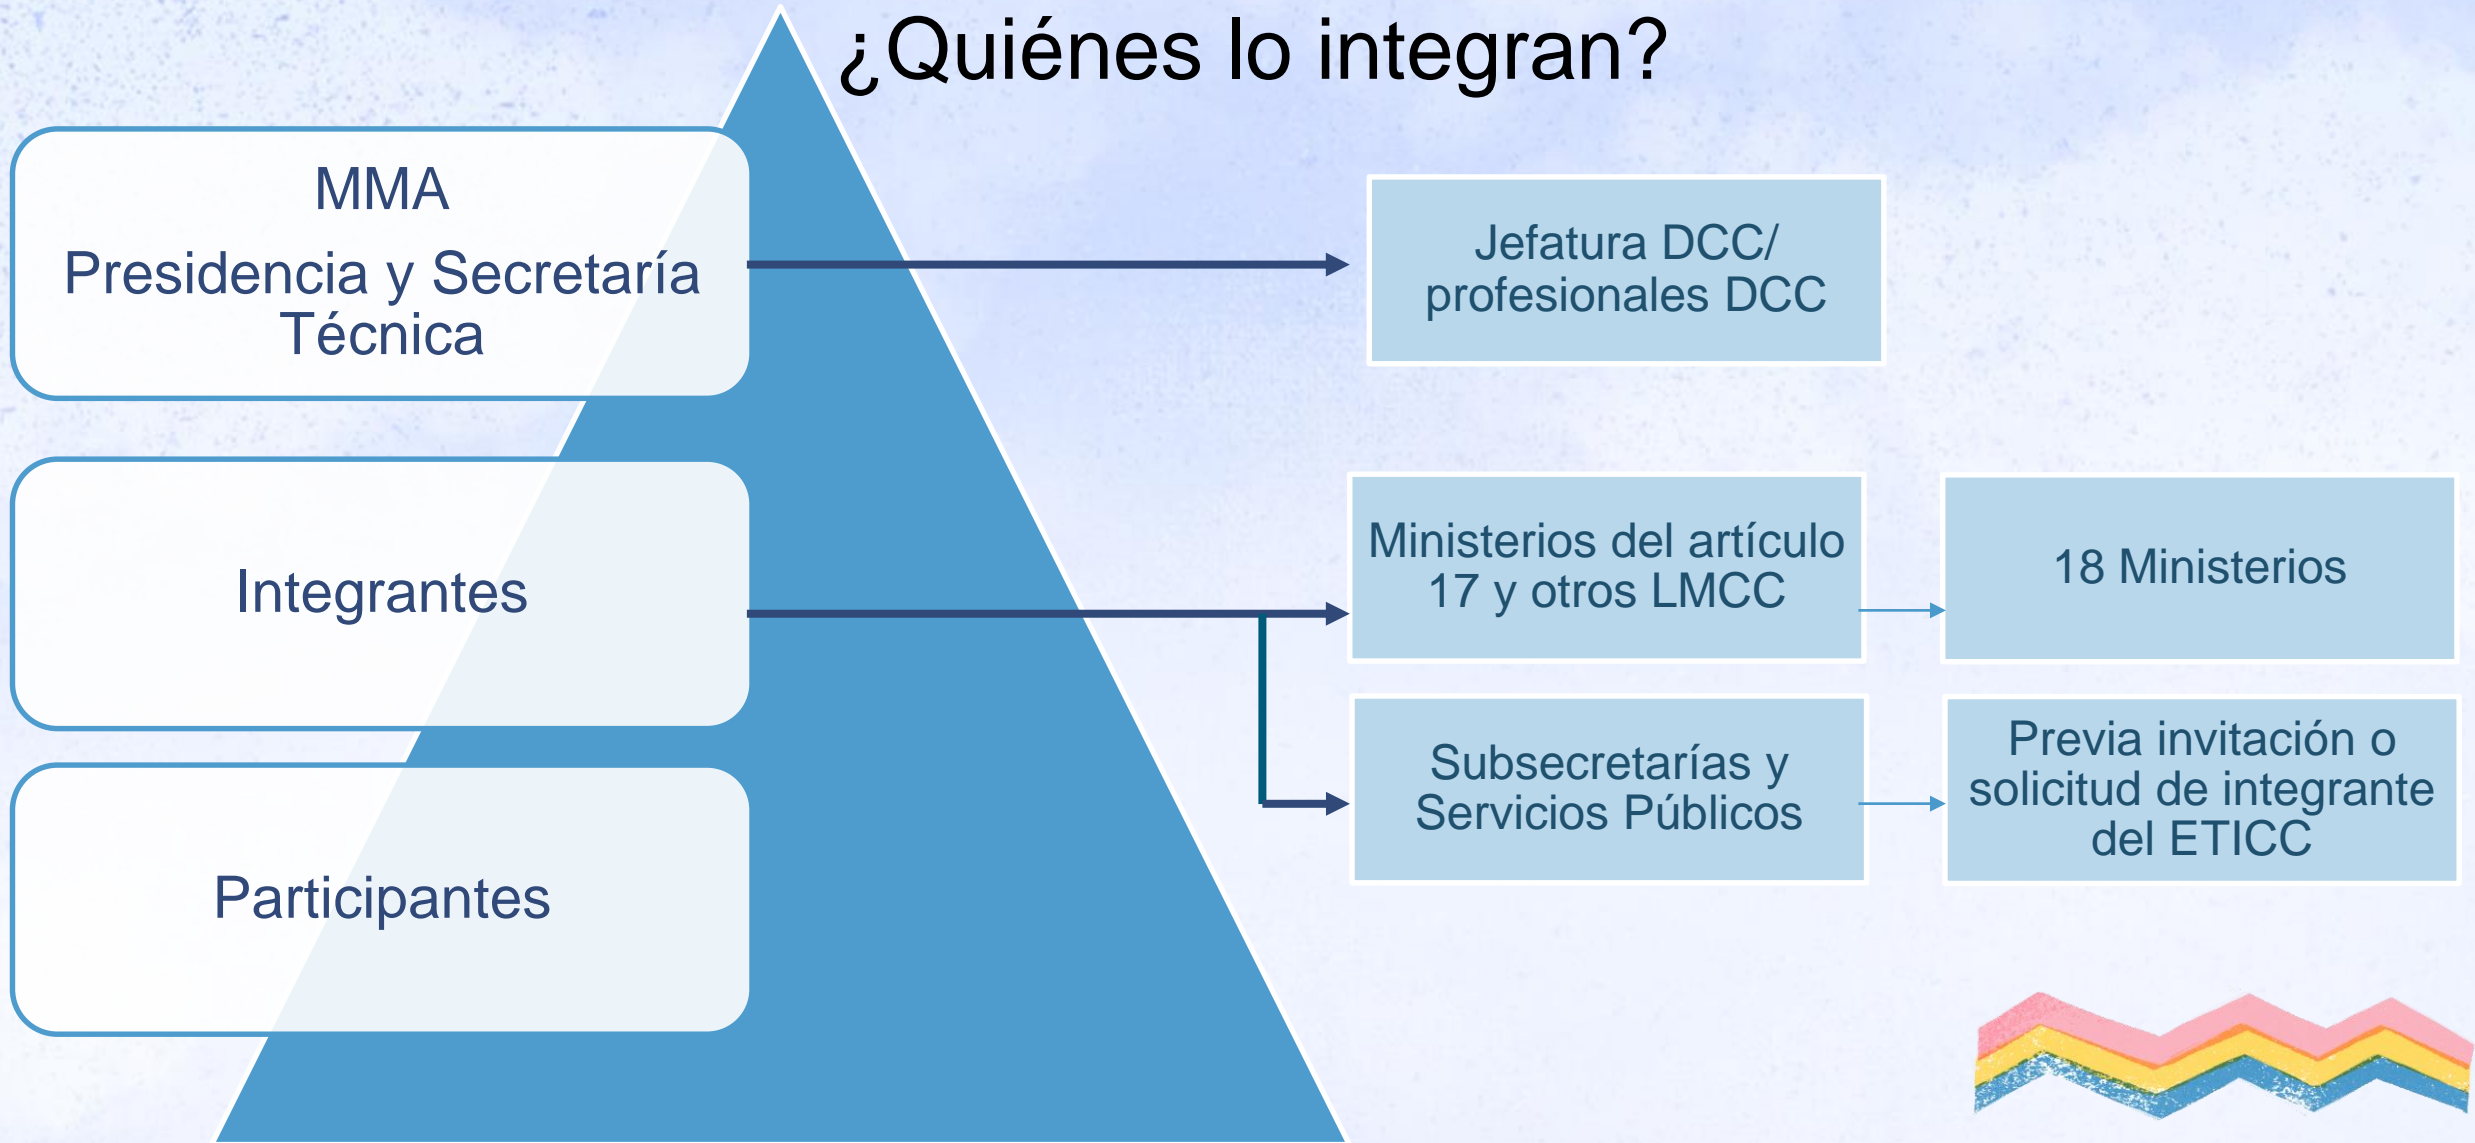 ¿Quiénes lo integran?
MMA
Presidencia y Secretaría
Técnica
Jefatura DCC/
profesionales DCC
Integrantes
Ministerios del artículo
17 y otros LMCC
18 Ministerios
Subsecretarías y
Servicios Públicos
Previa invitación o
solicitud de integrante
del ETICC
Participantes